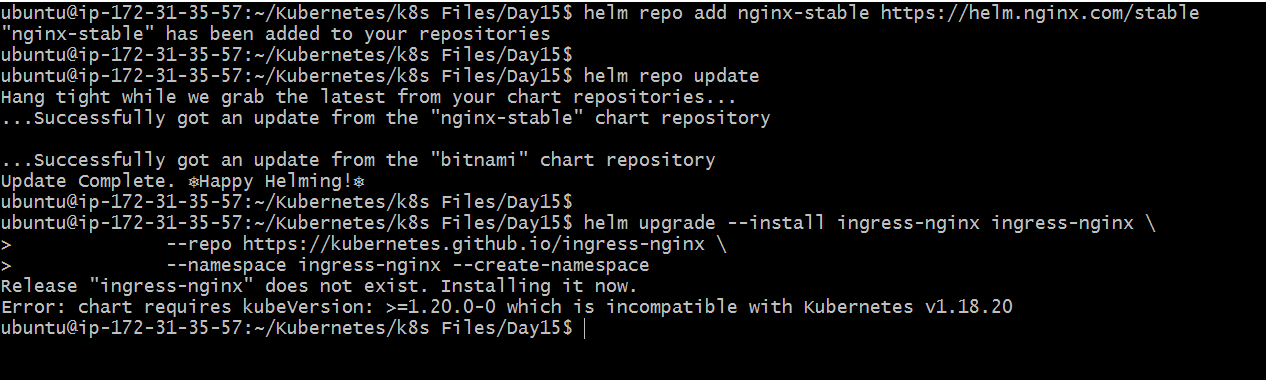 ubuntu@ip-172-31-35-57:~/Kubernetes/k8s Files/Day15$ helm repo add nginx-stable https://helm.nginx.com/stable
"nginx-stable" has been added to your repositories
ubuntu@ip-172-31-35-57:~/Kubernetes/k8s Files/Day15$
ubuntu@ip-172-31-35-57:~/Kubernetes/k8s Files/Day15$ helm repo update
Hang tight while we grab the latest from your chart repositories...
...Successfully got an update from the "nginx-stable" chart repository
...Successfully got an update from the "bitnami" chart repository
Update Complete. ⎈Happy Helming!⎈
ubuntu@ip-172-31-35-57:~/Kubernetes/k8s Files/Day15$
ubuntu@ip-172-31-35-57:~/Kubernetes/k8s Files/Day15$ helm upgrade --install ingress-nginx ingress-nginx \
>              --repo https://kubernetes.github.io/ingress-nginx \
>              --namespace ingress-nginx --create-namespace
Release "ingress-nginx" does not exist. Installing it now.
Error: chart requires kubeVersion: >=1.20.0-0 which is incompatible with Kubernetes v1.18.20
ubuntu@ip-172-31-35-57:~/Kubernetes/k8s Files/Day15$